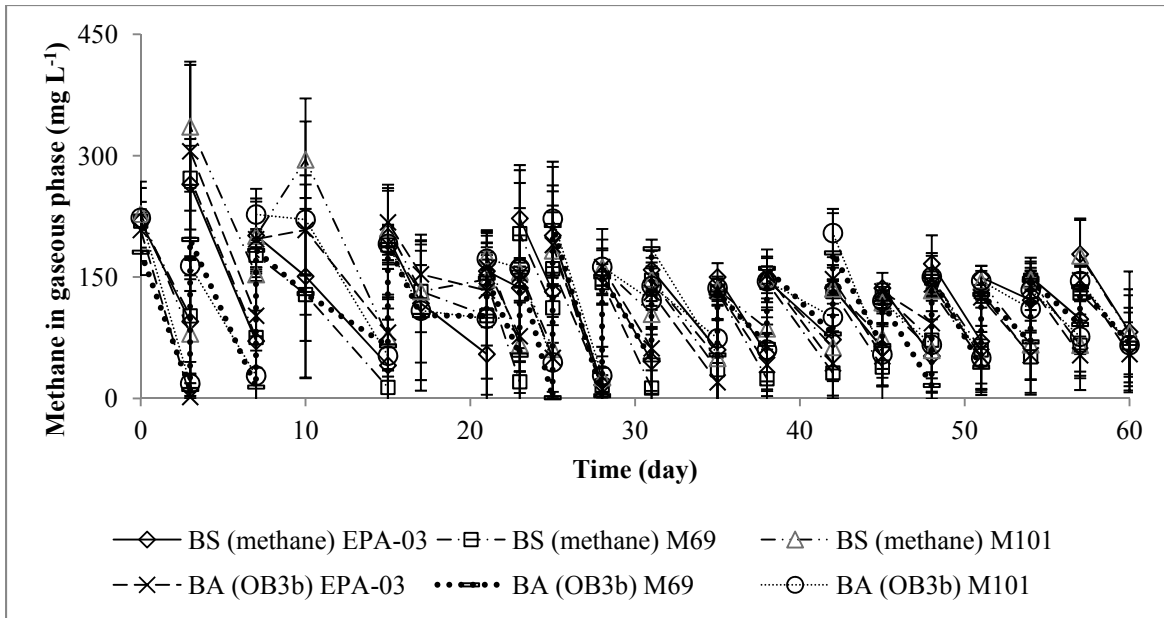 Methane in gaseous phase (mg L⁻¹)
450
300
150
0
0 10 20 30 40 50 60
Time (day)
BS (methane) EPA-03 BS (methane) M69 BS (methane) M101
BA (OB3b) EPA-03 BA (OB3b) M69 BA (OB3b) M101